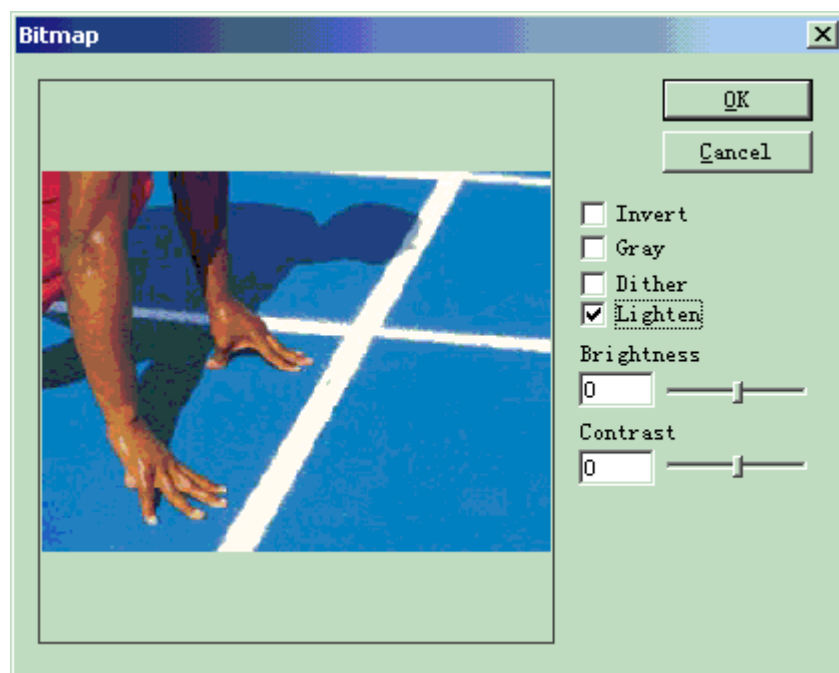 Bitmap
OK
Cancel
Invert
Gray
Dither
Lighten
Brightness
0
Contrast
0